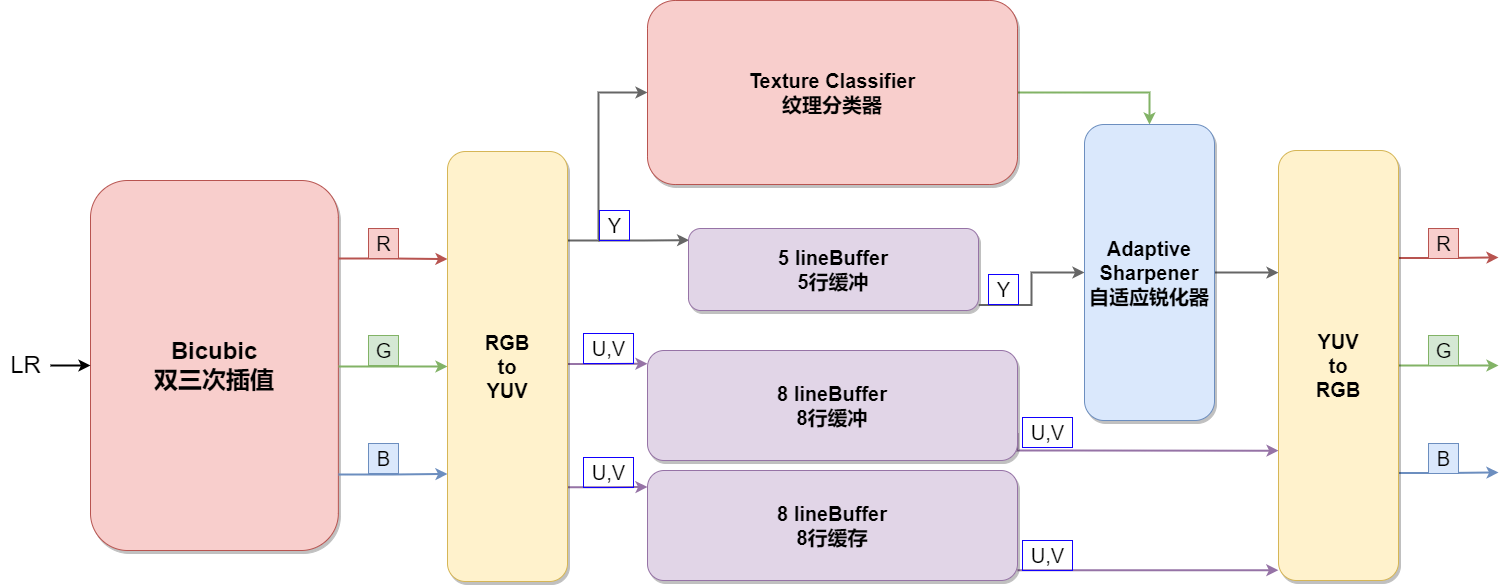 LR
Bicubic
双三次插值
R
G
B
RGB
to
YUV
Y
U,V
U,V
Texture Classifier
纹理分类器
5 lineBuffer
5行缓冲
Y
8 lineBuffer
8行缓冲
U,V
8 lineBuffer
8行缓存
U,V
Adaptive
Sharpener
自适应锐化器
YUV
to
RGB
R
G
B